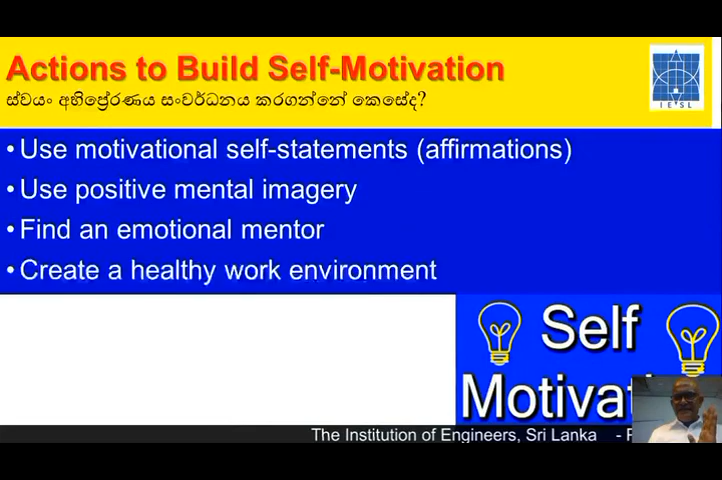 Actions to Build Self-Motivation
ස්වයං අභිප්‍රේරණය සංවර්ධනය කරගන්නේ කෙසේද?
IESL
• Use motivational self-statements (affirmations)
• Use positive mental imagery
• Find an emotional mentor
• Create a healthy work environment
Self
The Institution of Engineers, Sri Lanka -